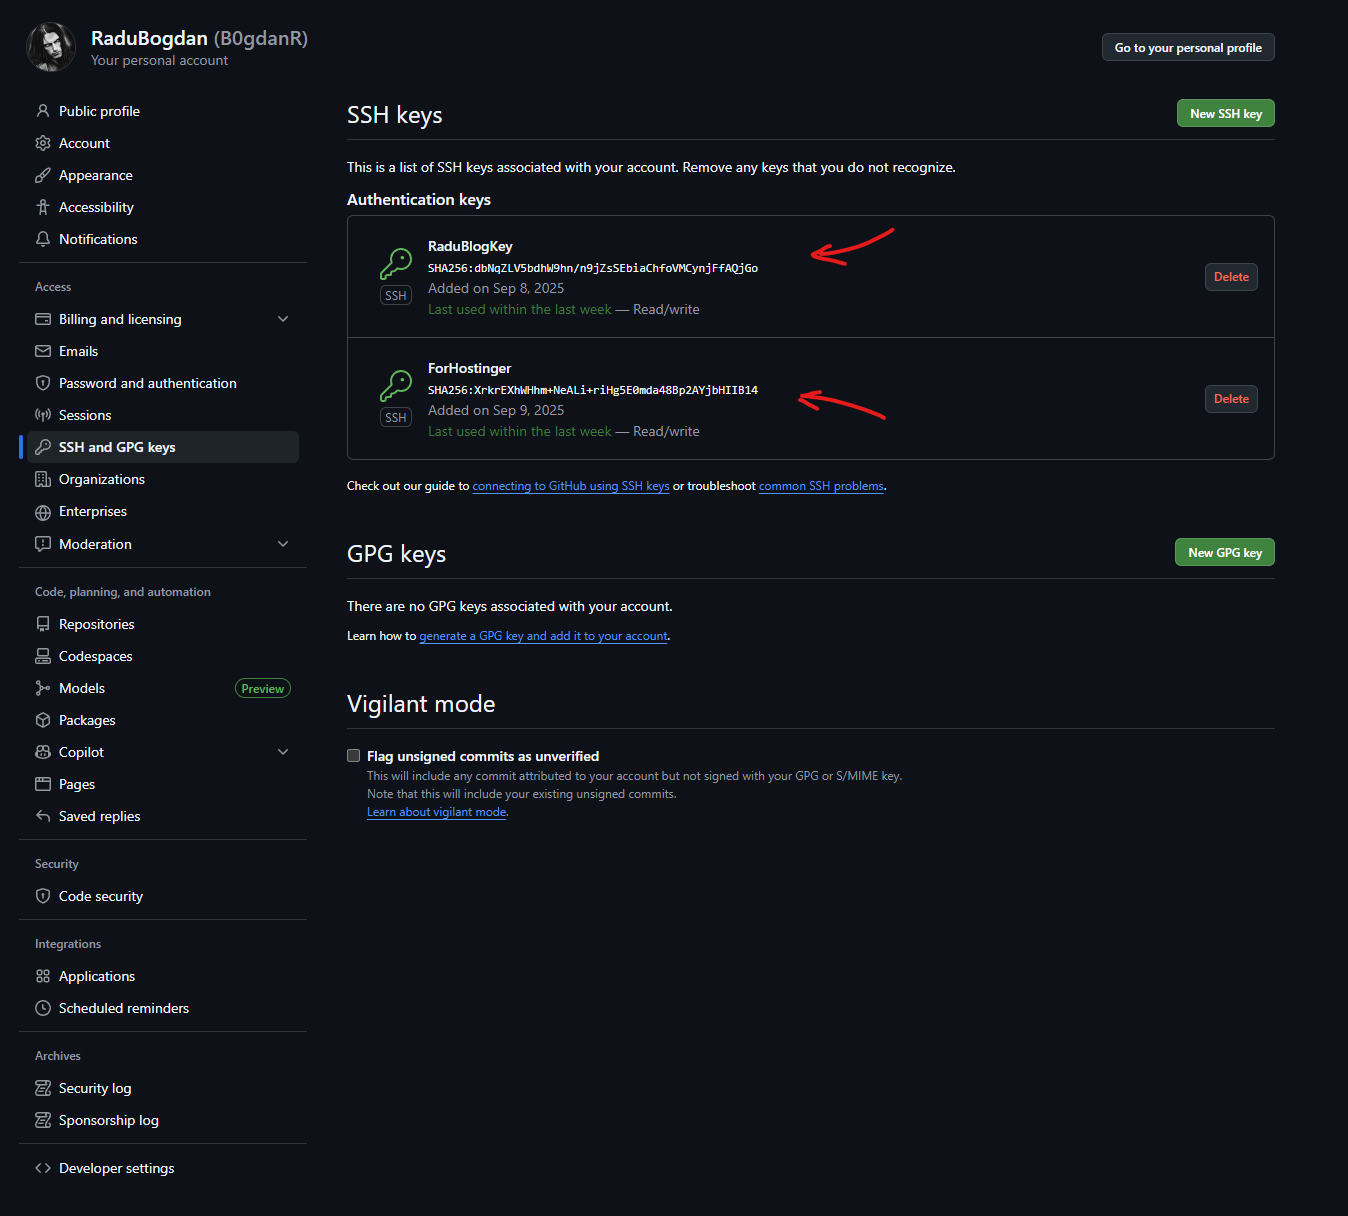 RaduBogdan (B0gdanR)
Your personal account
Go to your personal profile
Public profile
Account
Appearance
Accessibility
Notifications
Access
Billing and licensing
Emails
Password and authentication
Sessions
SSH and GPG keys
Organizations
Enterprises
Moderation
Code, planning, and automation
Repositories
Codespaces
Models Preview
Packages
Copilot
Pages
Saved replies
Security
Code security
Integrations
Applications
Scheduled reminders
Archives
Security log
Sponsorship log
Developer settings
SSH keys
New SSH key
This is a list of SSH keys associated with your account. Remove any keys that you do not recognize.
Authentication keys
RaduBlogKey
SHA256:dbNqZLV5bdhW9hn/n9jZsSEbiaChfoVMCynjFfAQjGo
Added on Sep 8, 2025
Last used within the last week — Read/write
SSH
Delete
ForHostinger
SHA256:XrkrEXhWHhm+NeALi+riHg5E0mda48Bp2AYjbHIIB14
Added on Sep 9, 2025
Last used within the last week — Read/write
SSH
Delete
Check out our guide to connecting to GitHub using SSH keys or troubleshoot common SSH problems.
GPG keys
New GPG key
There are no GPG keys associated with your account.
Learn how to generate a GPG key and add it to your account.
Vigilant mode
Flag unsigned commits as unverified
This will include any commit attributed to your account but not signed with your GPG or S/MIME key.
Note that this will include your existing unsigned commits.
Learn about vigilant mode.